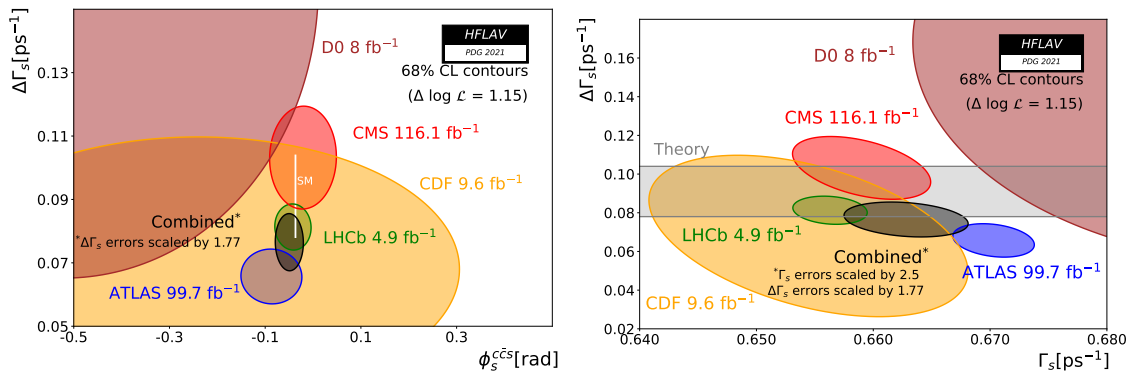 ΔΓ_s[ps⁻¹]
0.13
0.11
0.09
0.07
0.05
-0.5
-0.3
-0.1
0.1
0.3
ϕ_s^{cc̄s}[rad]
D0 8 fb⁻¹
HFLAV
PDG 2021
68% CL contours
(Δ log ℒ = 1.15)
CMS 116.1 fb⁻¹
SM
CDF 9.6 fb⁻¹
Combined*
*ΔΓ_s errors scaled by 1.77
LHCb 4.9 fb⁻¹
ATLAS 99.7 fb⁻¹
ΔΓ_s[ps⁻¹]
0.16
0.14
0.12
0.10
0.08
0.06
0.04
0.02
0.640
0.650
0.660
0.670
0.680
Γ_s[ps⁻¹]
D0 8 fb⁻¹
HFLAV
PDG 2021
68% CL contours
(Δ log ℒ = 1.15)
CMS 116.1 fb⁻¹
Theory
LHCb 4.9 fb⁻¹
Combined*
*Γ_s errors scaled by 2.5
ΔΓ_s errors scaled by 1.77
ATLAS 99.7 fb⁻¹
CDF 9.6 fb⁻¹